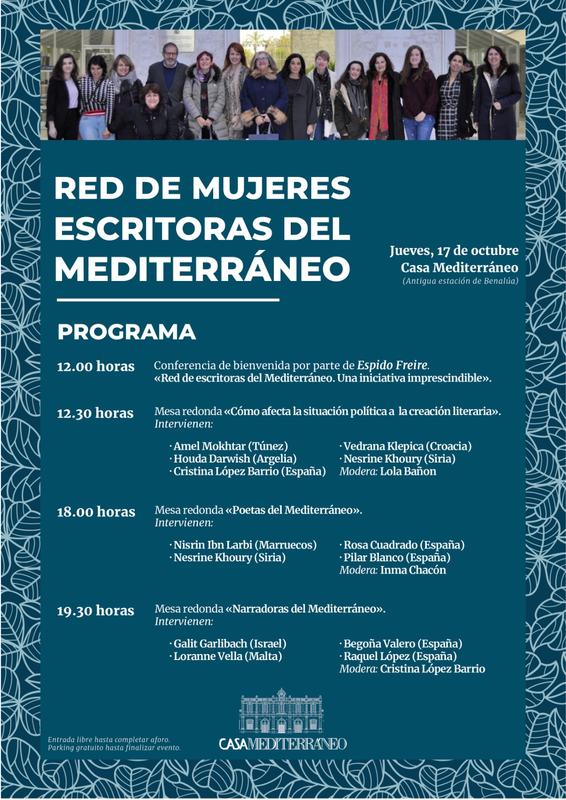 RED DE MUJERES
ESCRITORAS DEL
MEDITERRÁNEO
Jueves, 17 de octubre
Casa Mediterráneo
(Antigua estación de Benalúa)
PROGRAMA
12.00 horas
Conferencia de bienvenida por parte de Espido Freire.
«Red de escritoras del Mediterráneo. Una iniciativa imprescindible».
12.30 horas
Mesa redonda «Cómo afecta la situación política a la creación literaria».
Intervienen:
· Amel Mokhtar (Túnez)
· Houda Darwish (Argelia)
· Cristina López Barrio (España)
· Vedrana Klepica (Croacia)
· Nesrine Khoury (Siria)
Modera: Lola Bañon
18.00 horas
Mesa redonda «Poetas del Mediterráneo».
Intervienen:
· Nisrin Ibn Larbi (Marruecos)
· Nesrine Khoury (Siria)
· Rosa Cuadrado (España)
· Pilar Blanco (España)
Modera: Inma Chacón
19.30 horas
Mesa redonda «Narradoras del Mediterráneo».
Intervienen:
· Galit Garlibach (Israel)
· Loranne Vella (Malta)
· Begoña Valero (España)
· Raquel López (España)
Modera: Cristina López Barrio
Entrada libre hasta completar aforo.
Parking gratuito hasta finalizar evento.
CASAMEDITERRÁNEO